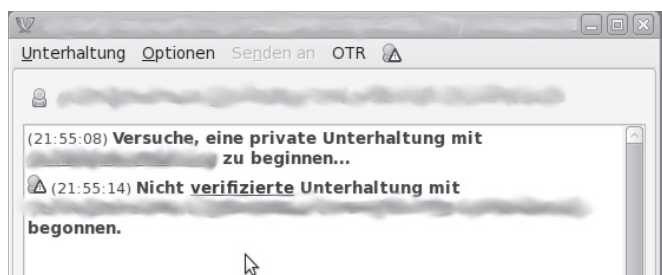 Unterhaltung Optionen Senden an OTR
(21:55:08) Versuche, eine private Unterhaltung mit
zu beginnen...
(21:55:14) Nicht verifizierte Unterhaltung mit
begonnen.